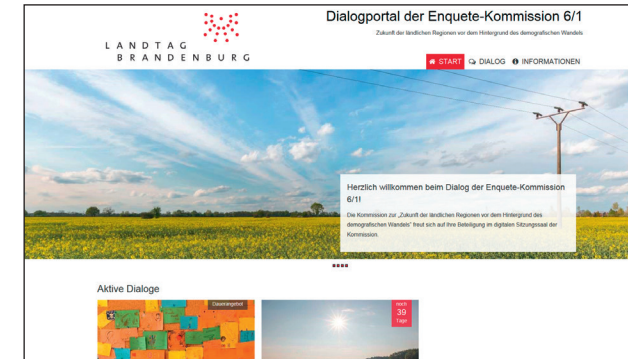 Dialogportal der Enquete-Kommission 6/1
Zukunft der ländlichen Regionen vor dem Hintergrund des demografischen Wandels
LANDTAG
BRANDENBURG
START DIALOG INFORMATIONEN
Herzlich willkommen beim Dialog der Enquete-Kommission
6/1!
Die Kommission zur „Zukunft der ländlichen Regionen vor dem Hintergrund des
demografischen Wandels" freut sich auf Ihre Beteiligung im digitalen Sitzungssaal der
Kommission.
Aktive Dialoge
Daueranagebot
noch
39
Tage